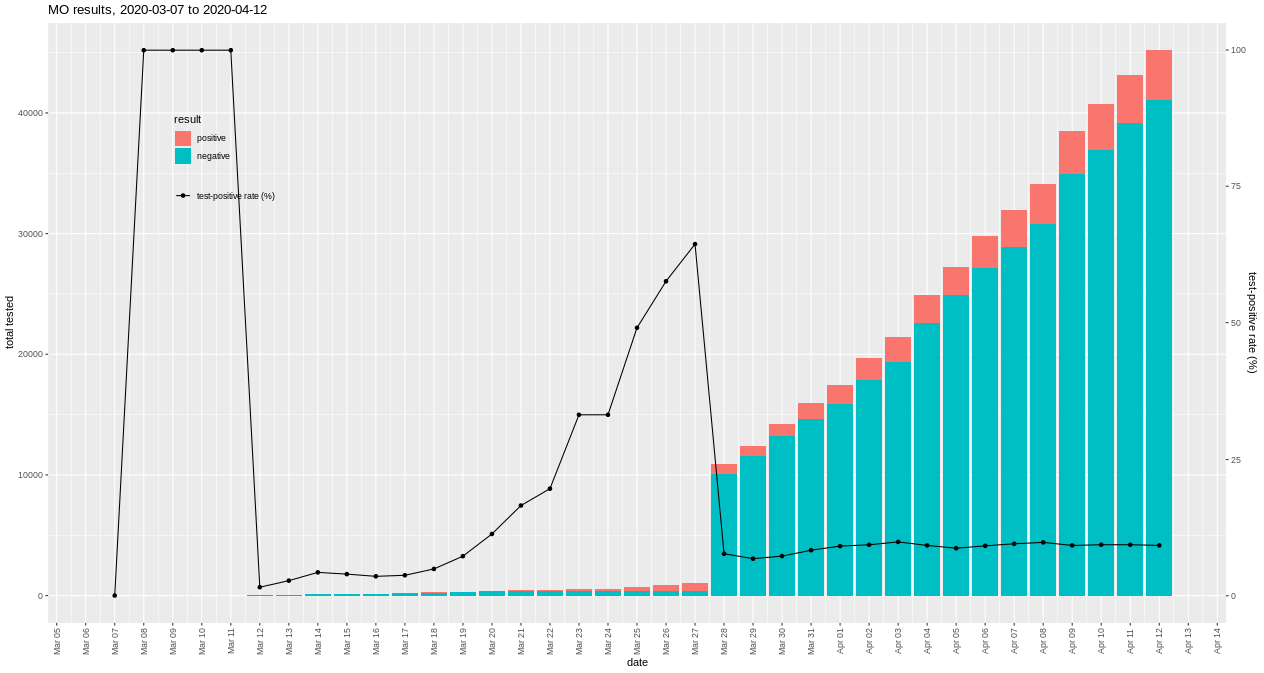 MO results, 2020-03-07 to 2020-04-12
total tested
40000
30000
20000
10000
0
result
positive
negative
test-positive rate (%)
100
75
50
25
0
test-positive rate (%)
Mar 05
Mar 06
Mar 07
Mar 08
Mar 09
Mar 10
Mar 11
Mar 12
Mar 13
Mar 14
Mar 15
Mar 16
Mar 17
Mar 18
Mar 19
Mar 20
Mar 21
Mar 22
Mar 23
Mar 24
Mar 25
Mar 26
Mar 27
Mar 28
Mar 29
Mar 30
Mar 31
Apr 01
Apr 02
Apr 03
Apr 04
Apr 05
Apr 06
Apr 07
Apr 08
Apr 09
Apr 10
Apr 11
Apr 12
Apr 13
Apr 14
date